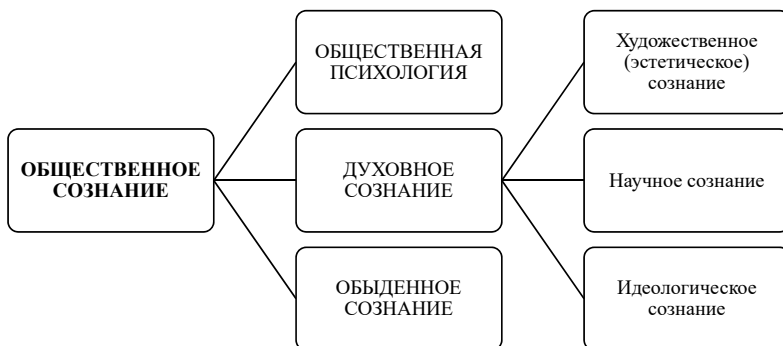 ОБЩЕСТВЕННОЕ
СОЗНАНИЕ
ОБЩЕСТВЕННАЯ
ПСИХОЛОГИЯ
ДУХОВНОЕ
СОЗНАНИЕ
ОБЫДЕННОЕ
СОЗНАНИЕ
Художественное
(эстетическое)
сознание
Научное сознание
Идеологическое
сознание